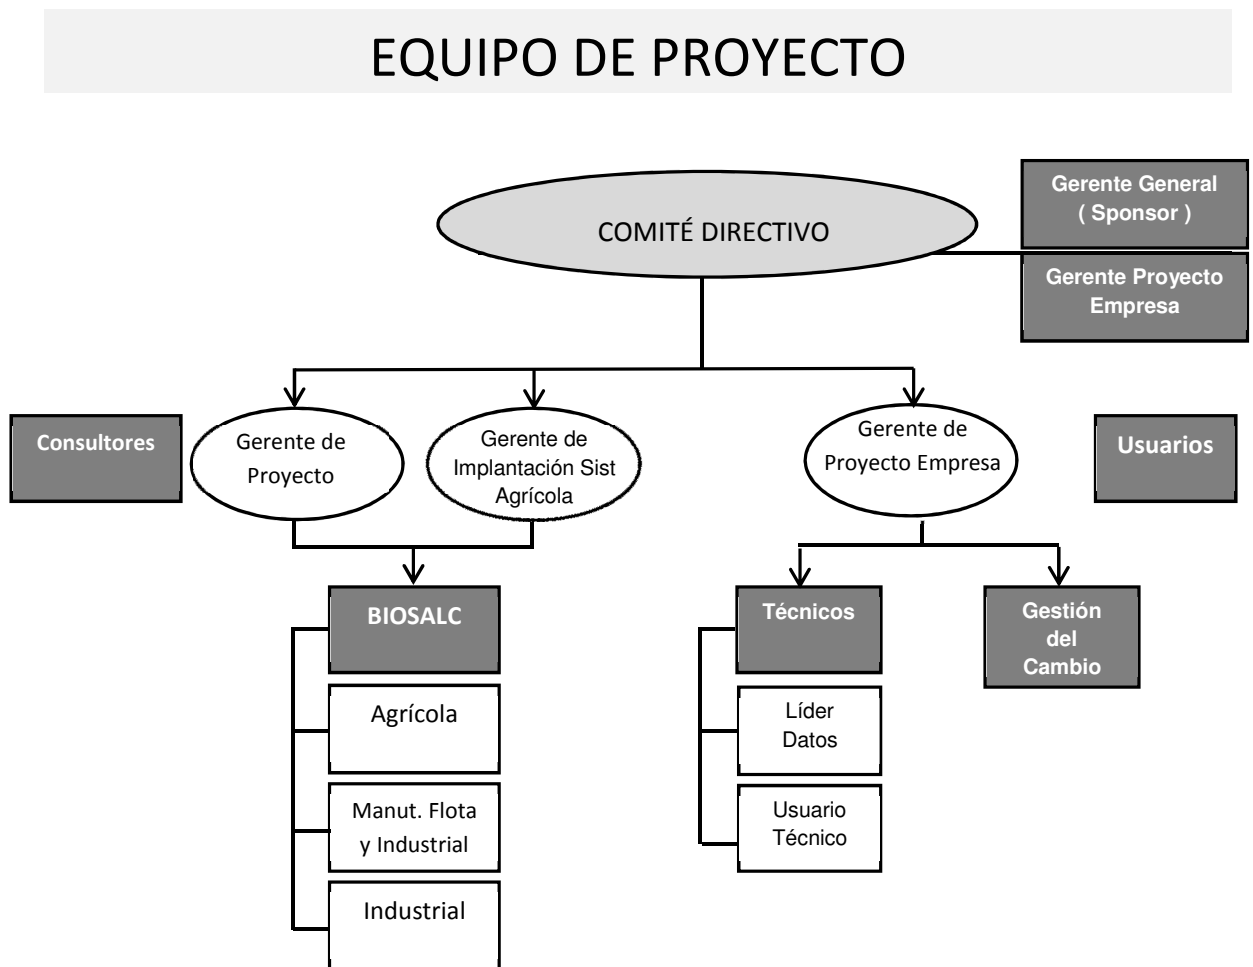 EQUIPO DE PROYECTO
COMITÉ DIRECTIVO
Gerente General
( Sponsor )
Gerente Proyecto
Empresa
Consultores
Gerente de
Proyecto
Gerente de
Implantación Sist
Agrícola
Gerente de
Proyecto Empresa
Usuarios
BIOSALC
Agrícola
Manut. Flota
y Industrial
Industrial
Técnicos
Líder
Datos
Usuario
Técnico
Gestión
del
Cambio